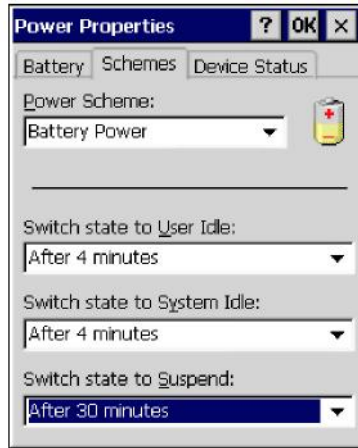 Power Properties ? OK ×
Battery Schemes Device Status
Power Scheme:
Battery Power
Switch state to User Idle:
After 4 minutes
Switch state to System Idle:
After 4 minutes
Switch state to Suspend:
After 30 minutes